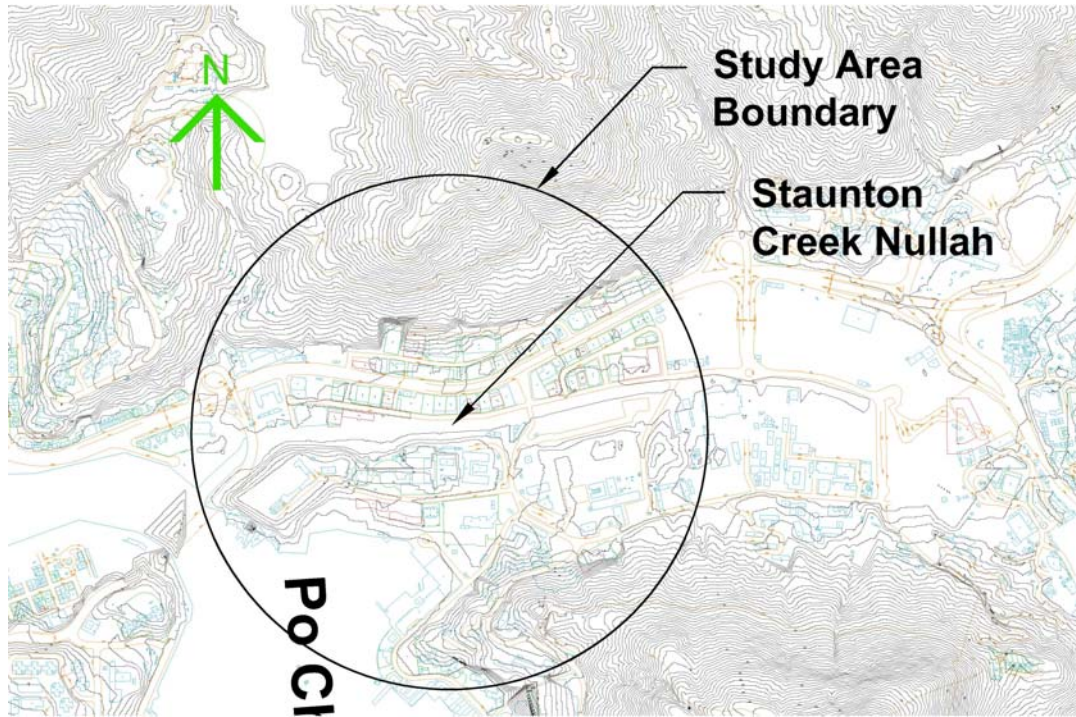 N
Study Area
Boundary
Staunton
Creek Nullah
Po Ch